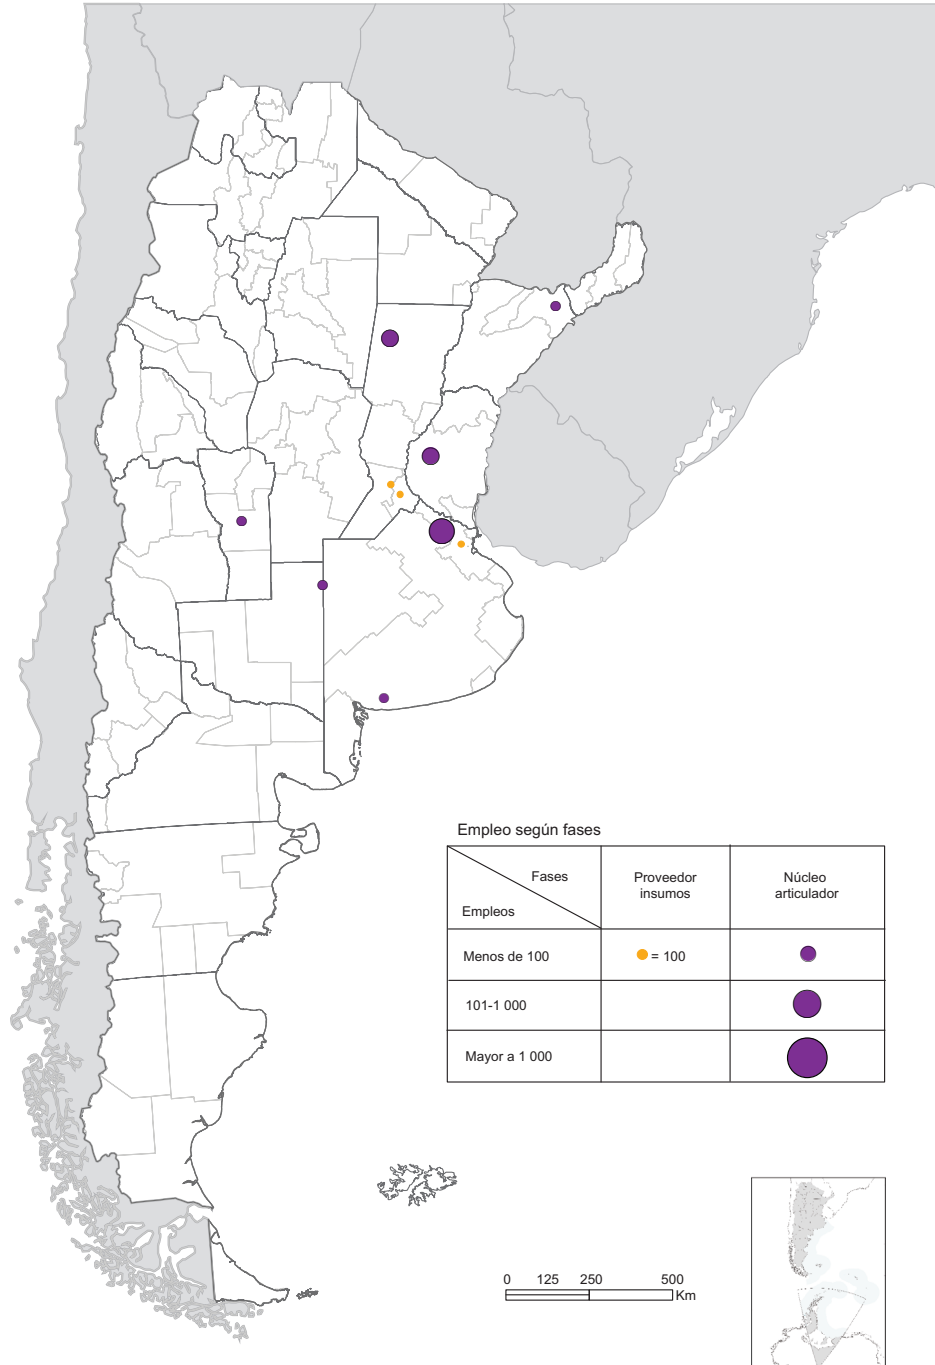 Empleo según fases
Fases
Empleos
Proveedor
insumos
Núcleo
articulador
Menos de 100
= 100
101-1 000
Mayor a 1 000
0 125 250 500
Km